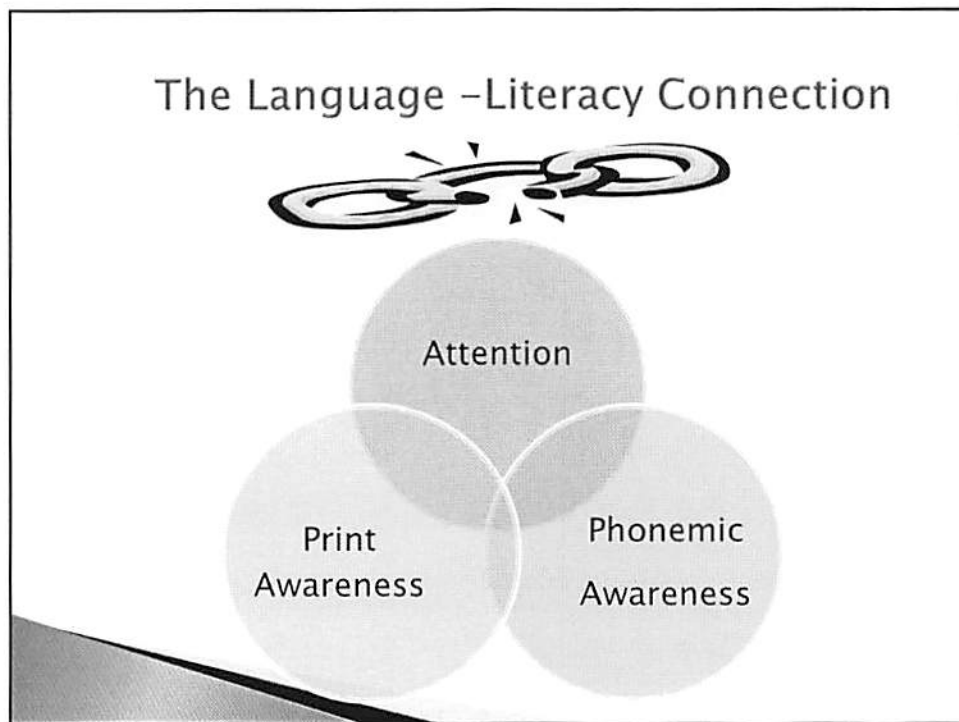 The Language –Literacy Connection
Attention
Print
Awareness
Phonemic
Awareness